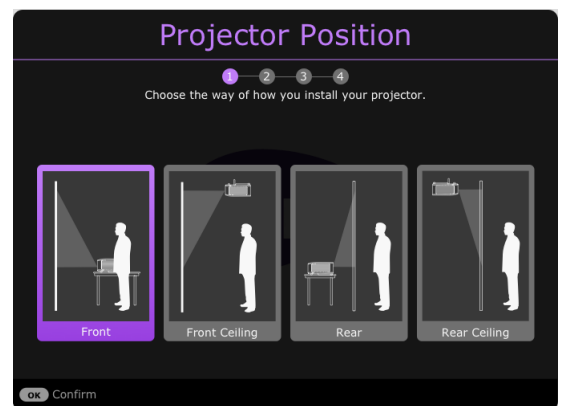 Projector Position
1 2 3 4
Choose the way of how you install your projector.
Front
Front Ceiling
Rear
Rear Ceiling
OK Confirm